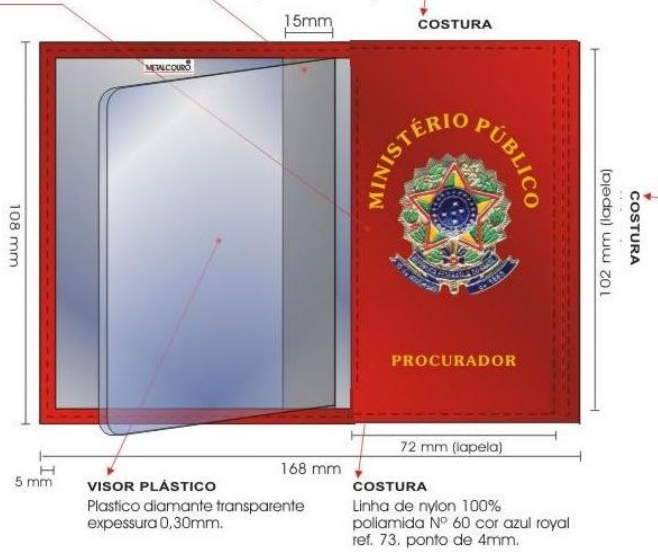 15mm
COSTURA
METALCOURO
MINISTÉRIO PÚBLICO
108 mm
102 mm (lapela)
COSTURA
PROCURADOR
72 mm (lapela)
168 mm
5 mm
VISOR PLÁSTICO
Plastico diamante transparente
expessura 0,30mm.
COSTURA
Linha de nylon 100%
poliamida Nº 60 cor azul royal
ref. 73. ponto de 4mm.